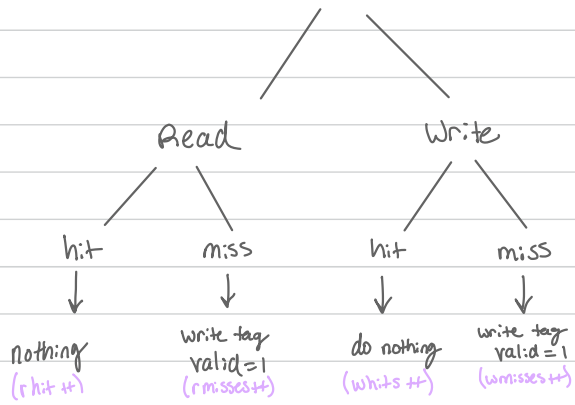 Read Write
hit miss hit miss
nothing write tag do nothing write tag
valid=1 valid=1
(rhit ++) (rmisses++) (whits ++) (wmisses++)